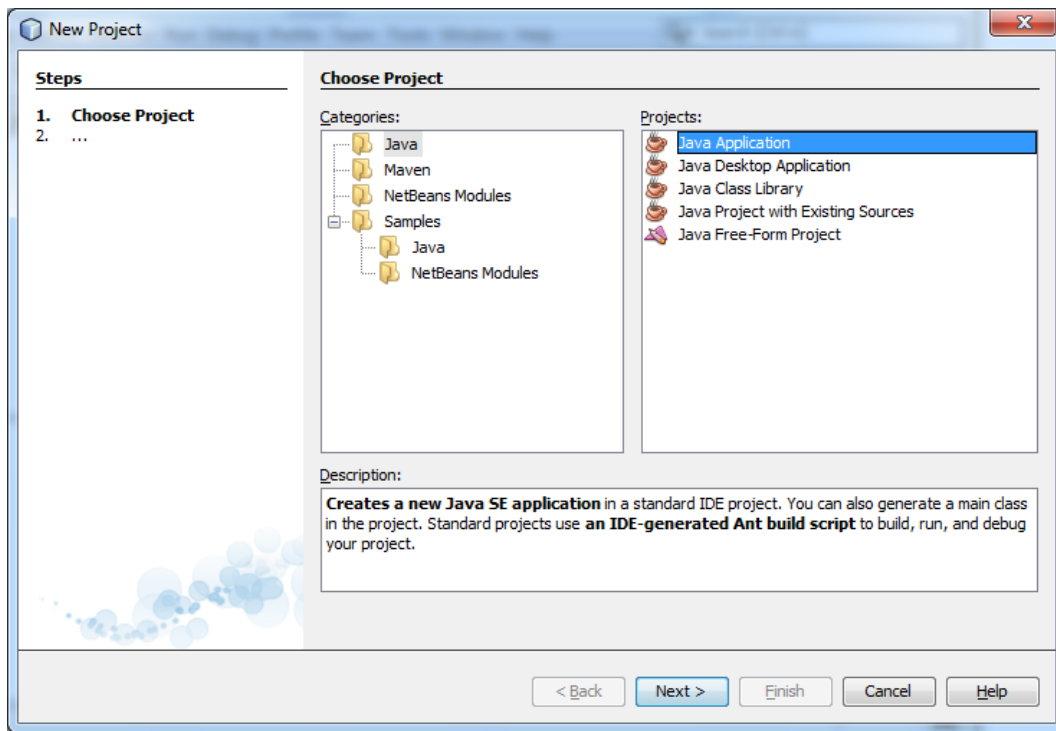 New Project
Steps
1. Choose Project
2. ...
Choose Project
Categories:
Java
Maven
NetBeans Modules
Samples
Java
NetBeans Modules
Projects:
Java Application
Java Desktop Application
Java Class Library
Java Project with Existing Sources
Java Free-Form Project
Description:
Creates a new Java SE application in a standard IDE project. You can also generate a main class
in the project. Standard projects use an IDE-generated Ant build script to build, run, and debug
your project.
< Back
Next >
Finish
Cancel
Help